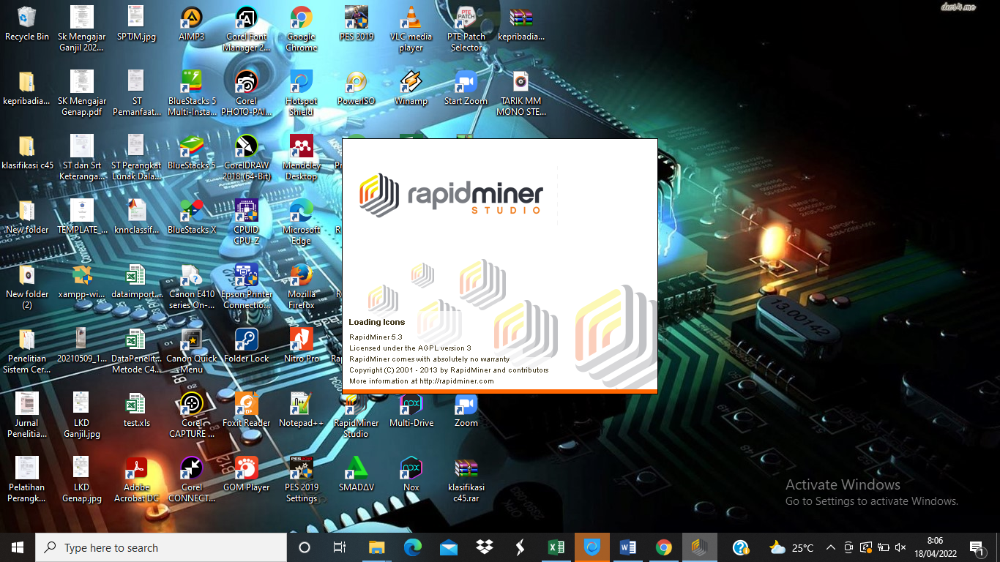 dars4.me
Recycle Bin
Sk Mengajar
Ganjil 202...
SPTJM.jpg
AIMP3
Corel Font
Manager 2...
Google
Chrome
PES 2019
VLC media
player
PTE Patch
Selector
kepribadia...
kepribadia...
SK Mengajar
Genap.pdf
ST
Pemanfaat...
BlueStacks 5
Multi-Insta...
Corel
PHOTO-PAI...
Hotspot
Shield
PowerISO
Winamp
Start Zoom
TARIK MM
MONO STE...
klasifikasi c45
ST dan Srt
Keteranga...
ST Perangkat
Lunak Dala...
BlueStacks 5
CorelDRAW
2018 (64-Bit)
Mendeley
Desktop
New folder
TEMPLATE_...
knnclassif...
BlueStacks X
CPUID
CPU-Z
Microsoft
Edge
New folder
(2)
xampp-wi...
dataimport....
Canon E410
series On-...
Epson Printer
Connectio...
Mozilla
Firefox
Penelitian
Sistem Cer...
20210509_1...
DataPenelit...
Metode C4...
Canon Quick
Menu
Folder Lock
Nitro Pro
Jurnal
Penelitia...
LKD
Ganjil.jpg
test.xls
Corel
CAPTURE ...
Foxit Reader
Notepad++
RapidMiner
Studio
Multi-Drive
Zoom
Pelatihan
Perangk...
LKD
Genap.jpg
Adobe
Acrobat DC
Corel
CONNECT...
GOM Player
PES 2019
Settings
SMADΔV
Nox
klasifikasi
c45.rar
rapidminer
STUDIO
Loading Icons
RapidMiner 5.3
Licensed under the AGPL version 3
RapidMiner comes with absolutely no warranty
Copyright (C) 2001 - 2013 by RapidMiner and contributors
More information at http://rapidminer.com
13.00142
Activate Windows
Go to Settings to activate Windows.
Type here to search
25°C
8:06
18/04/2022
1